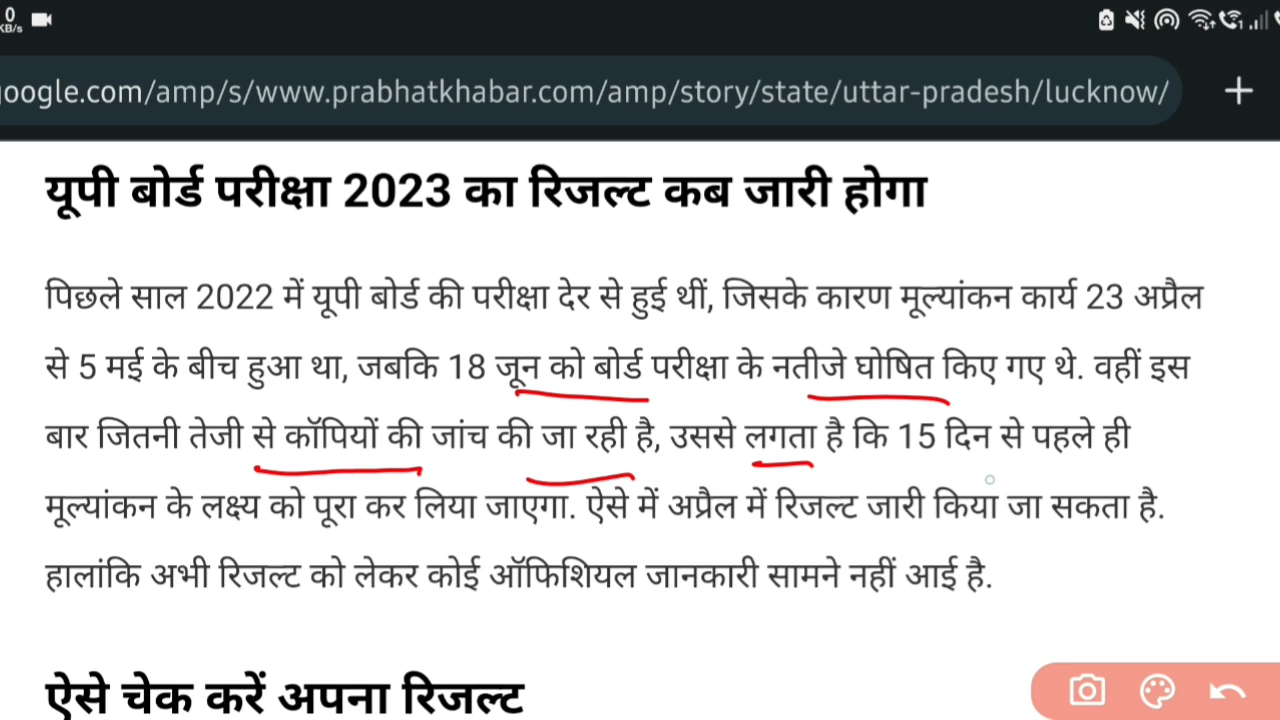 0
KB/s
oogle.com/amp/s/www.prabhatkhabar.com/amp/story/state/uttar-pradesh/lucknow/
यूपी बोर्ड परीक्षा 2023 का रिजल्ट कब जारी होगा
पिछले साल 2022 में यूपी बोर्ड की परीक्षा देर से हुई थीं, जिसके कारण मूल्यांकन कार्य 23 अप्रैल
से 5 मई के बीच हुआ था, जबकि 18 जून को बोर्ड परीक्षा के नतीजे घोषित किए गए थे. वहीं इस
बार जितनी तेजी से कॉपियों की जांच की जा रही है, उससे लगता है कि 15 दिन से पहले ही
मूल्यांकन के लक्ष्य को पूरा कर लिया जाएगा. ऐसे में अप्रैल में रिजल्ट जारी किया जा सकता है.
हालांकि अभी रिजल्ट को लेकर कोई ऑफिशियल जानकारी सामने नहीं आई है.
ऐसे चेक करें अपना रिजल्ट